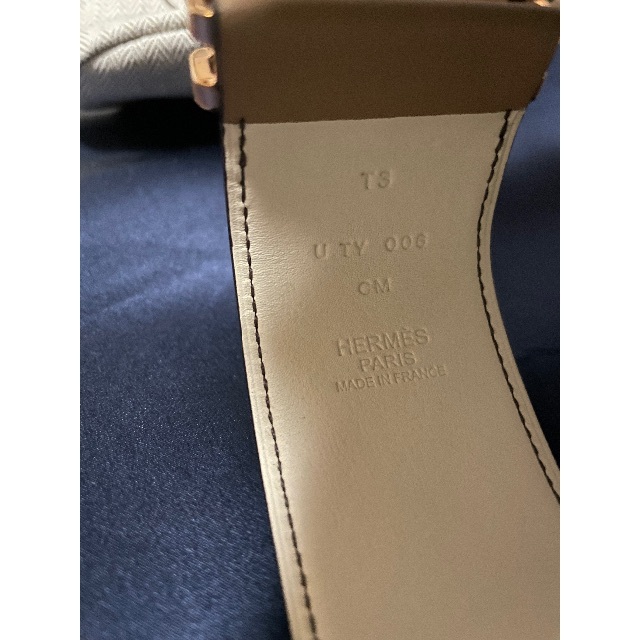 T3
U TY 006
CM
HERMÈS
PARIS
MADE IN FRANCE